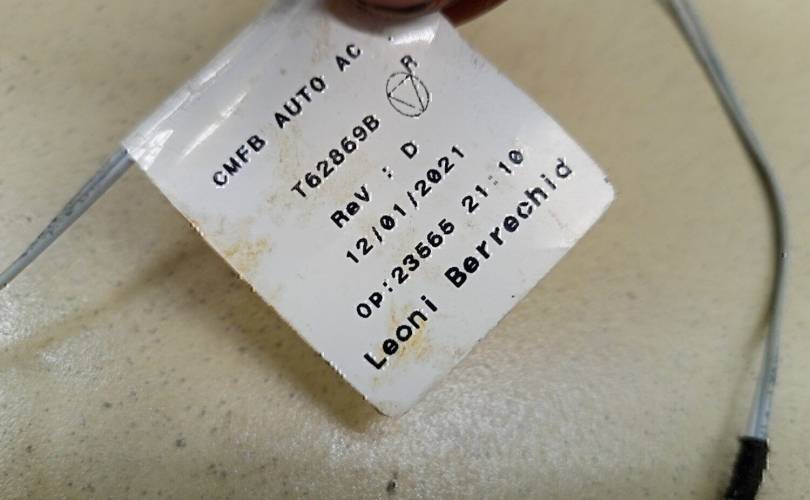 CMFB AUTO AC
R
T62869B
Rev : D
12/01/2021
OP:23565 21:10
Leoni Berrechid